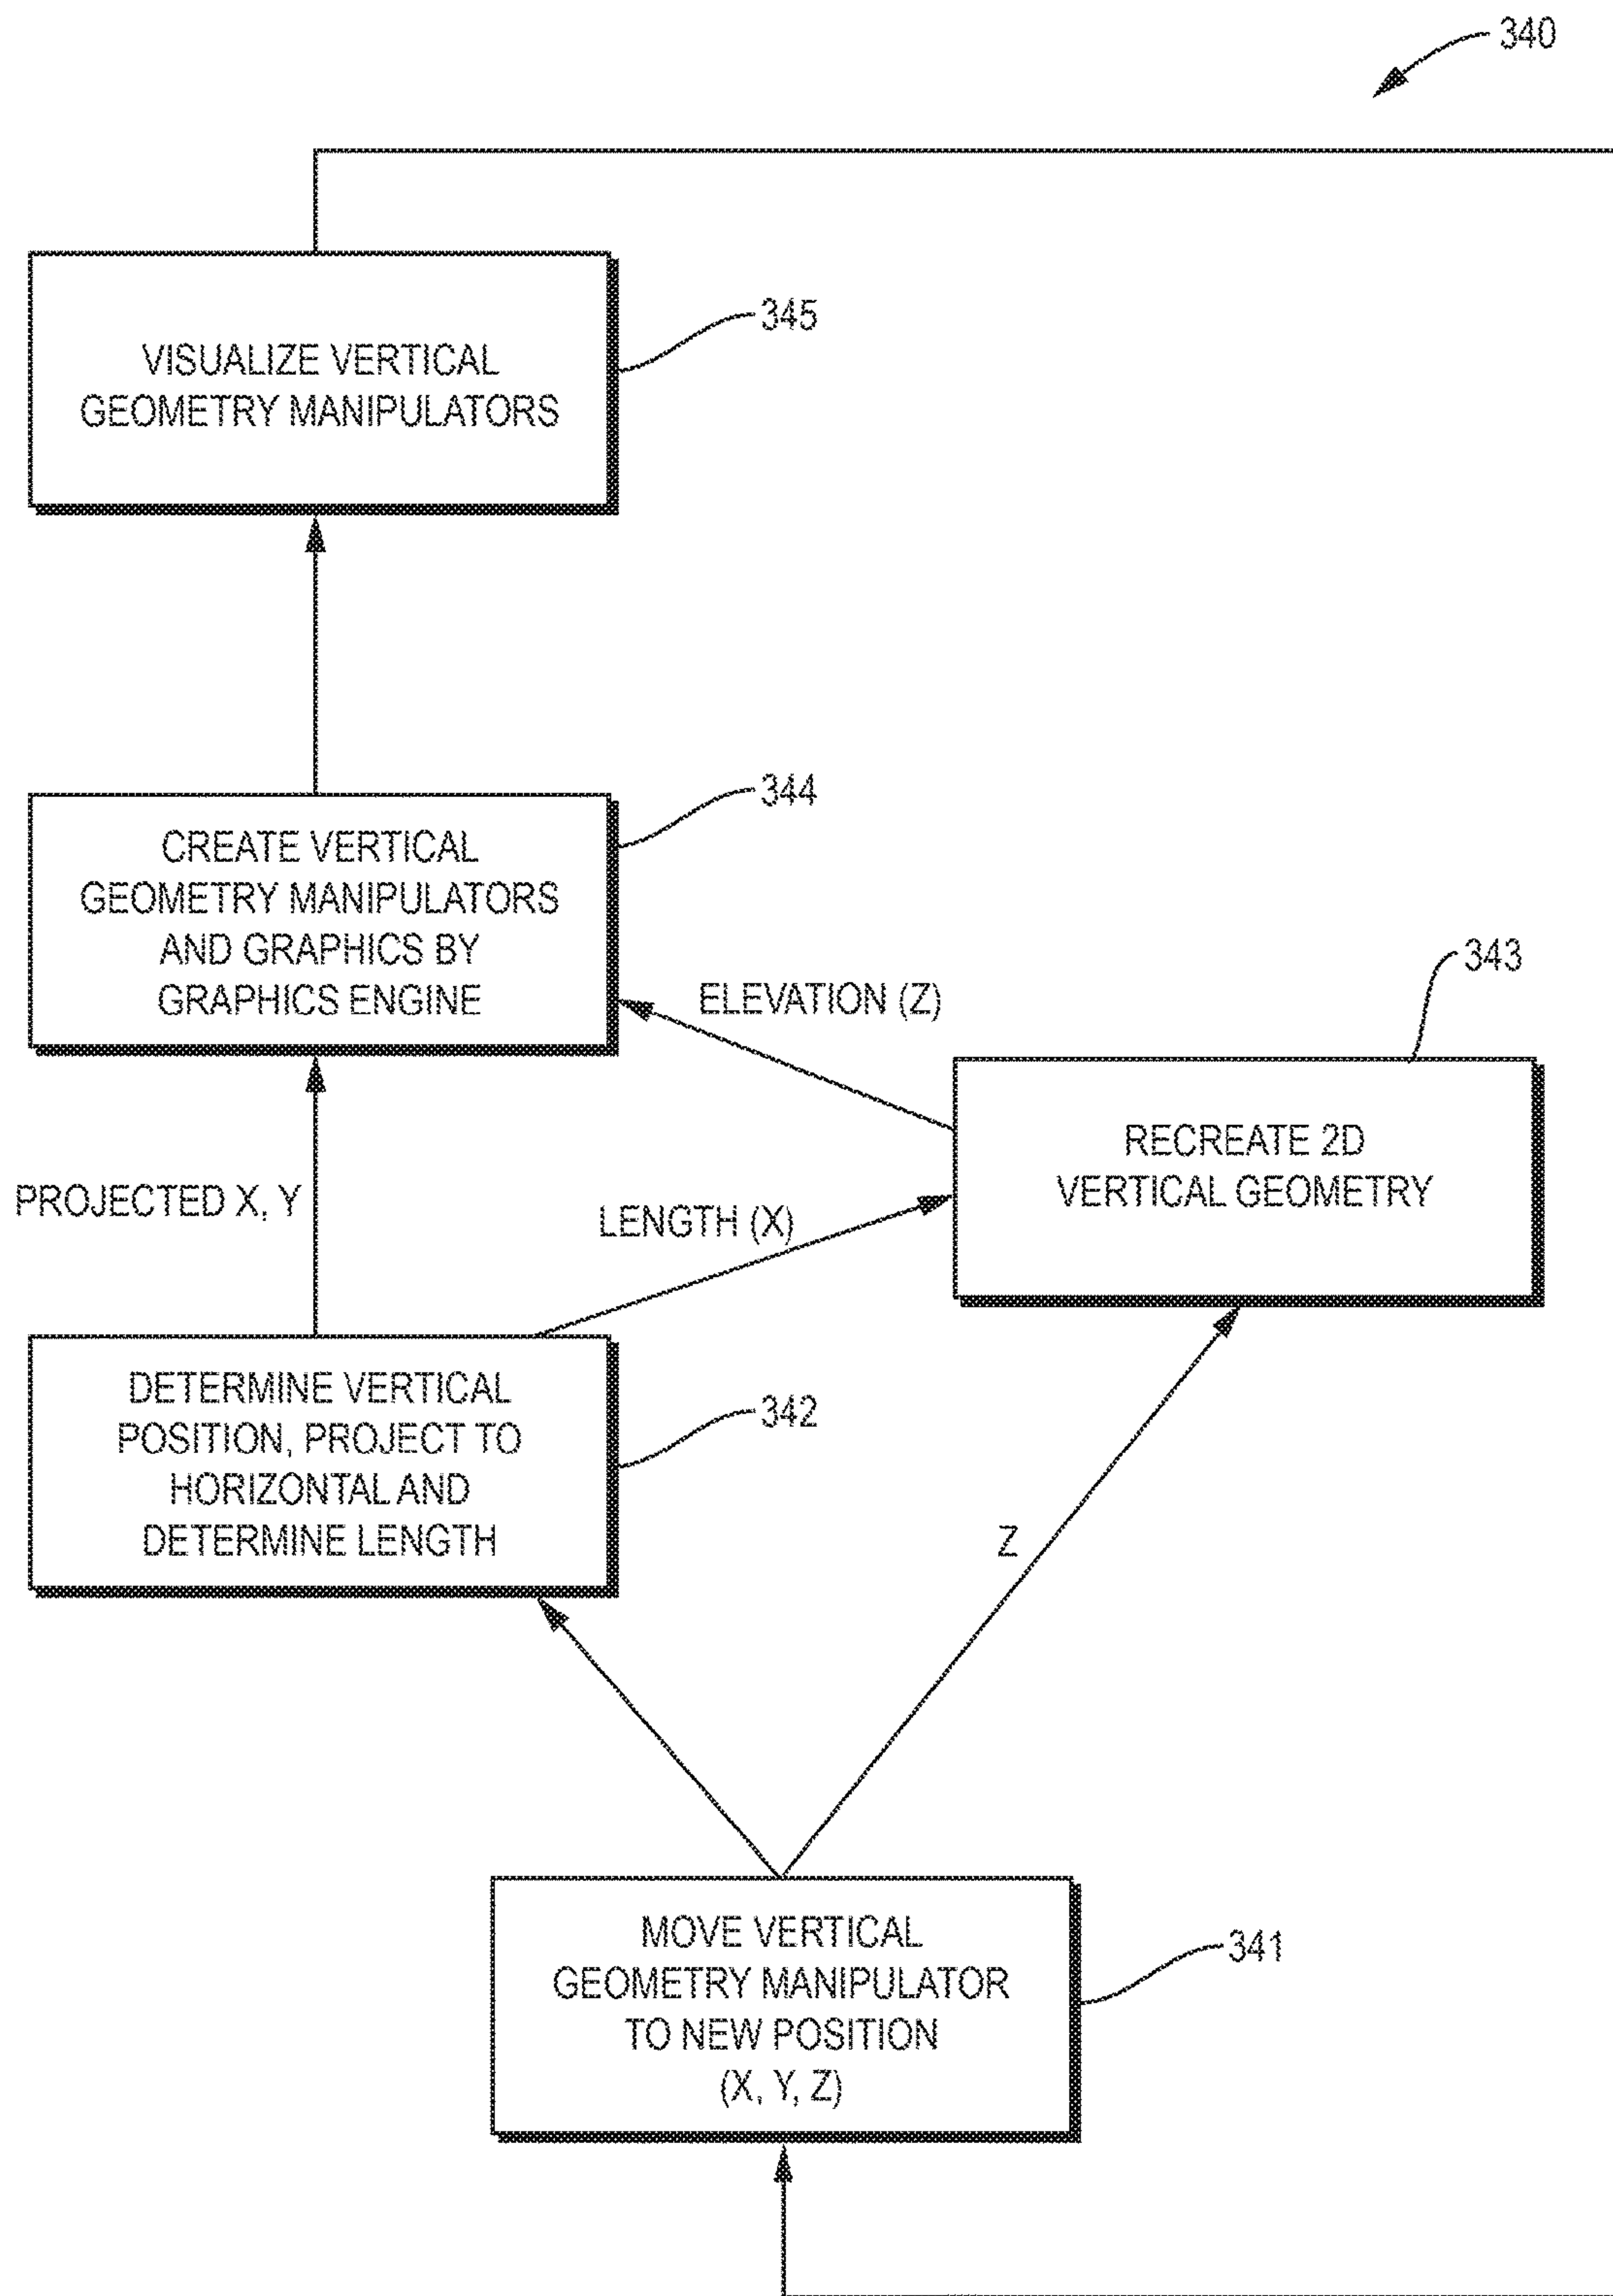 340
VISUALIZE VERTICAL
GEOMETRY MANIPULATORS
345
CREATE VERTICAL
GEOMETRY MANIPULATORS
AND GRAPHICS BY
GRAPHICS ENGINE
344
ELEVATION (Z)
343
RECREATE 2D
VERTICAL GEOMETRY
PROJECTED X, Y
LENGTH (X)
DETERMINE VERTICAL
POSITION, PROJECT TO
HORIZONTAL AND
DETERMINE LENGTH
342
Z
MOVE VERTICAL
GEOMETRY MANIPULATOR
TO NEW POSITION
(X, Y, Z)
341